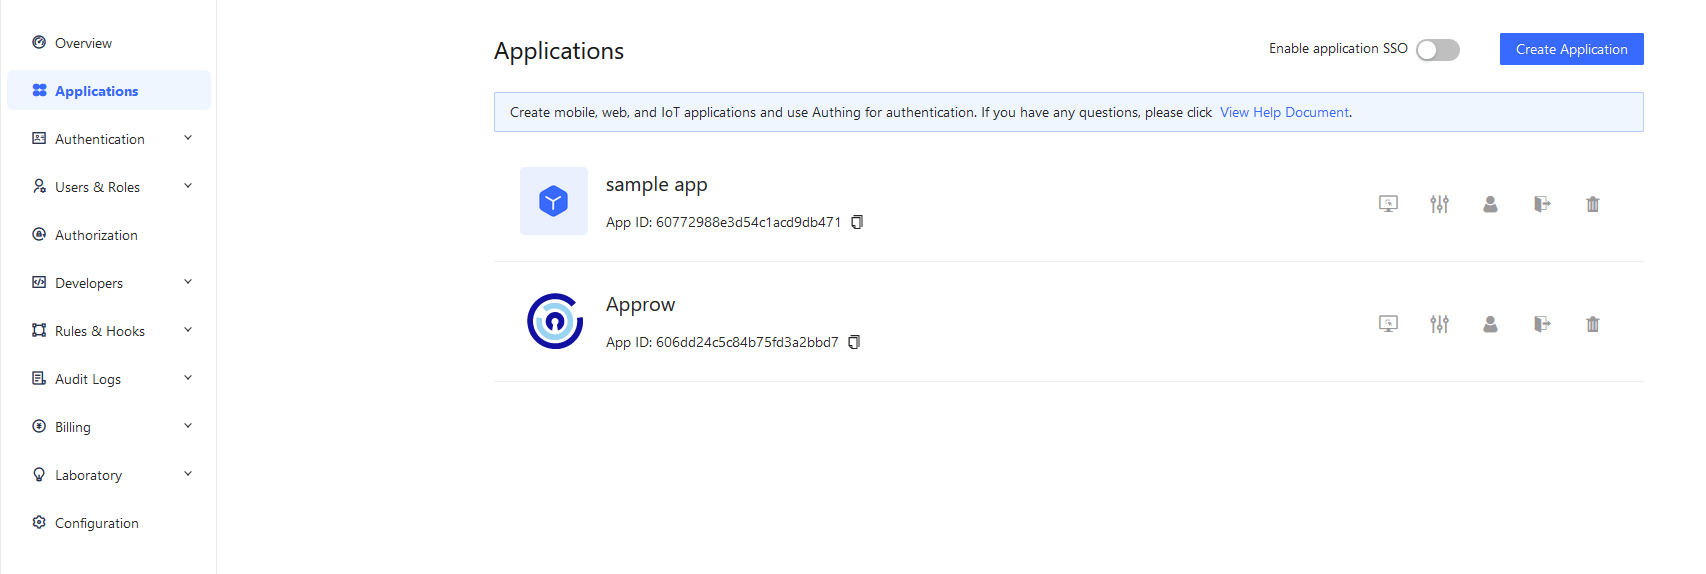 Overview
Applications
Authentication
Users & Roles
Authorization
Developers
Rules & Hooks
Audit Logs
Billing
Laboratory
Configuration
Applications
Enable application SSO
Create Application
Create mobile, web, and IoT applications and use Authing for authentication. If you have any questions, please click View Help Document.
sample app
App ID: 60772988e3d54c1acd9db471
Approw
App ID: 606dd24c5c84b75fd3a2bbd7